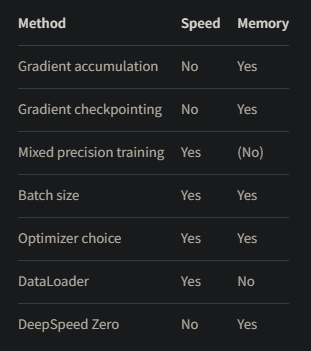 Method Speed Memory
Gradient accumulation No Yes
Gradient checkpointing No Yes
Mixed precision training Yes (No)
Batch size Yes Yes
Optimizer choice Yes Yes
DataLoader Yes No
DeepSpeed Zero No Yes